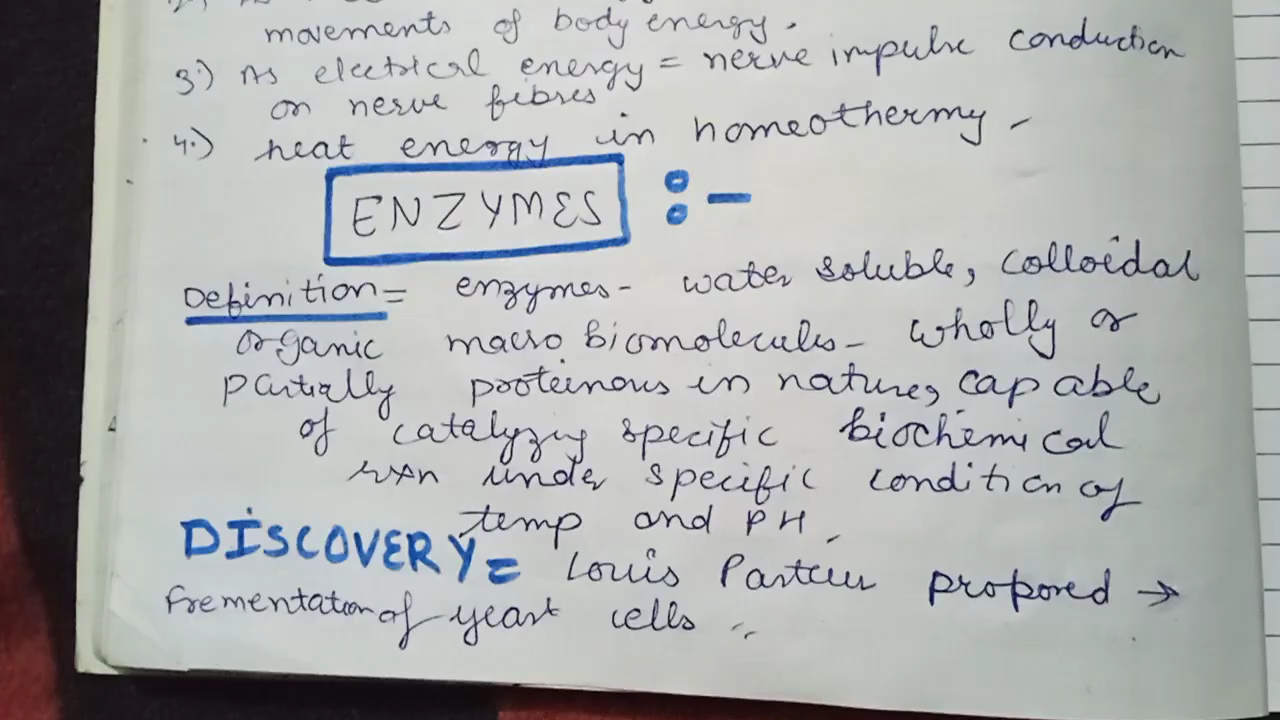 movements of body energy.
3.) As electrical energy = nerve impulse conduction
on nerve fibres
4.) heat energy in homeothermy -
ENZYMES :-
Definition = enzymes- water soluble, colloidal
organic macro biomolecules- wholly or
partially proteinous in nature, capable
of catalyzing specific biochemical
rxn under specific condition of
temp and PH.
DISCOVERY = Louis Pasteur propored →
Frementation of yeast cells